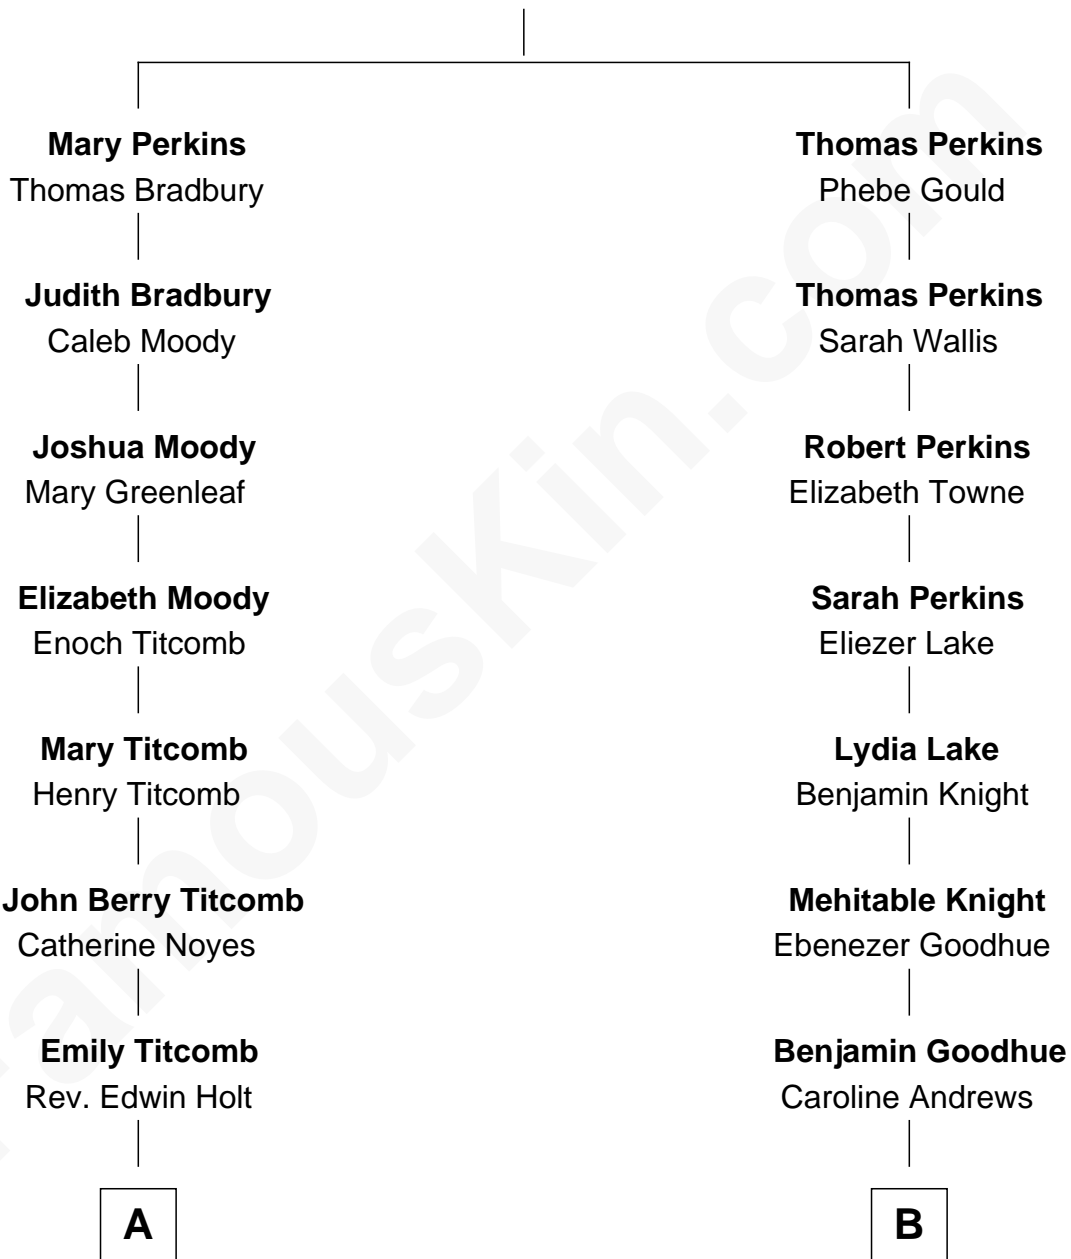 Mary Perkins
Thomas Bradbury
Judith Bradbury
Caleb Moody
Joshua Moody
Mary Greenleaf
Elizabeth Moody
Enoch Titcomb
Mary Titcomb
Henry Titcomb
John Berry Titcomb
Catherine Noyes
Emily Titcomb
Rev. Edwin Holt
A
Thomas Perkins
Phebe Gould
Thomas Perkins
Sarah Wallis
Robert Perkins
Elizabeth Towne
Sarah Perkins
Eliezer Lake
Lydia Lake
Benjamin Knight
Mehitable Knight
Ebenezer Goodhue
Benjamin Goodhue
Caroline Andrews
B
FamousKin.com